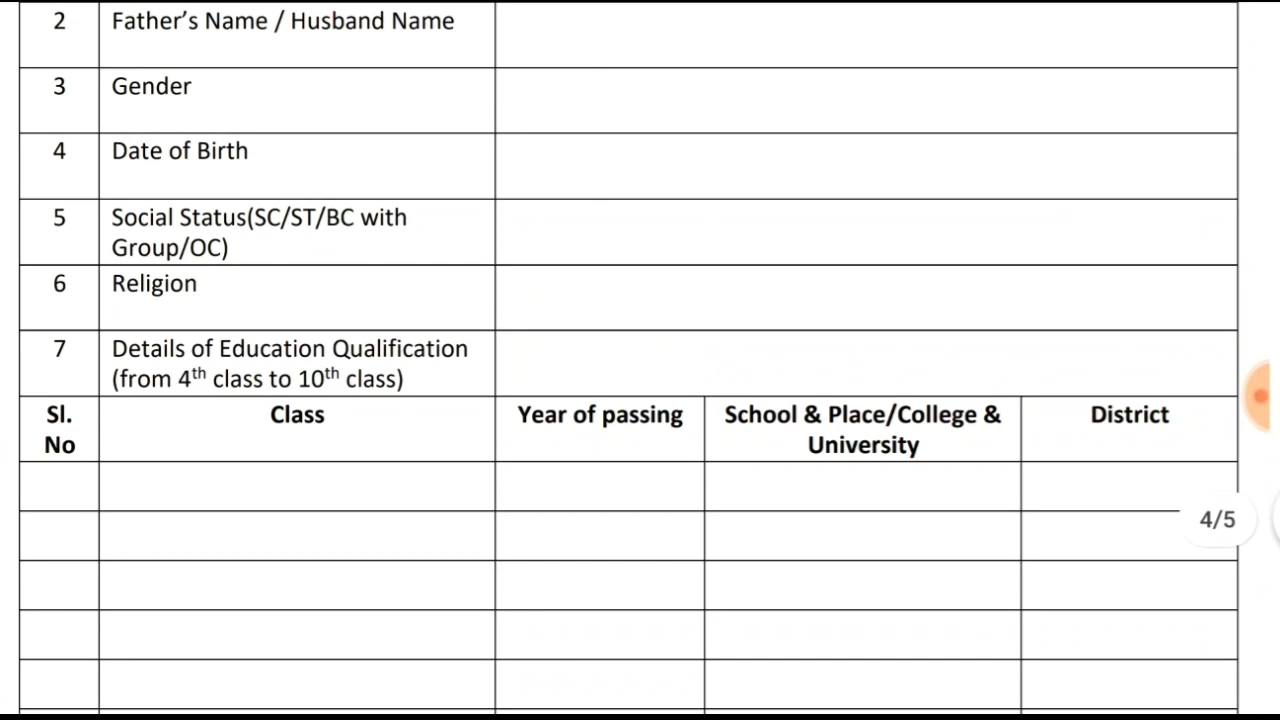 2 Father’s Name / Husband Name
3 Gender
4 Date of Birth
5 Social Status(SC/ST/BC with
Group/OC)
6 Religion
7 Details of Education Qualification
(from 4th class to 10th class)
Sl. Class Year of passing School & Place/College & District
No University
4/5